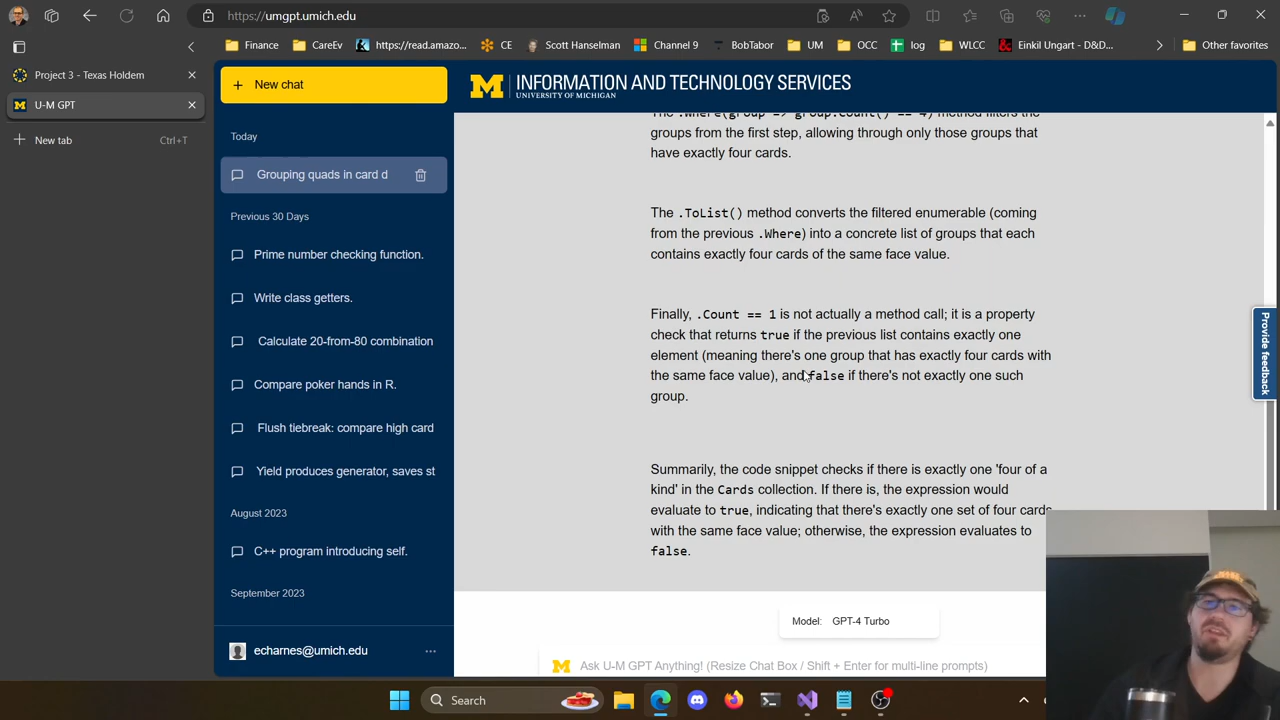 https://umgpt.umich.edu
Finance
CareEv
https://read.amazo...
CE
Scott Hanselman
Channel 9
BobTabor
UM
OCC
log
WLCC
Einkil Ungart - D&D...
Other favorites
Project 3 - Texas Holdem
U-M GPT
New tab
Ctrl+T
New chat
Today
Grouping quads in card d
Previous 30 Days
Prime number checking function.
Write class getters.
Calculate 20-from-80 combination
Compare poker hands in R.
Flush tiebreak: compare high card
Yield produces generator, saves st
August 2023
C++ program introducing self.
September 2023
echarnes@umich.edu
M INFORMATION AND TECHNOLOGY SERVICES
UNIVERSITY OF MICHIGAN
The .Where(group => group.Count() == 4) method filters the
groups from the first step, allowing through only those groups that
have exactly four cards.
The .ToList() method converts the filtered enumerable (coming
from the previous .Where) into a concrete list of groups that each
contains exactly four cards of the same face value.
Finally, .Count == 1 is not actually a method call; it is a property
check that returns true if the previous list contains exactly one
element (meaning there's one group that has exactly four cards with
the same face value), and false if there's not exactly one such
group.
Summarily, the code snippet checks if there is exactly one 'four of a
kind' in the Cards collection. If there is, the expression would
evaluate to true, indicating that there's exactly one set of four cards
with the same face value; otherwise, the expression evaluates to
false.
Provide feedback
Model: GPT-4 Turbo
M Ask U-M GPT Anything! (Resize Chat Box / Shift + Enter for multi-line prompts)
Search